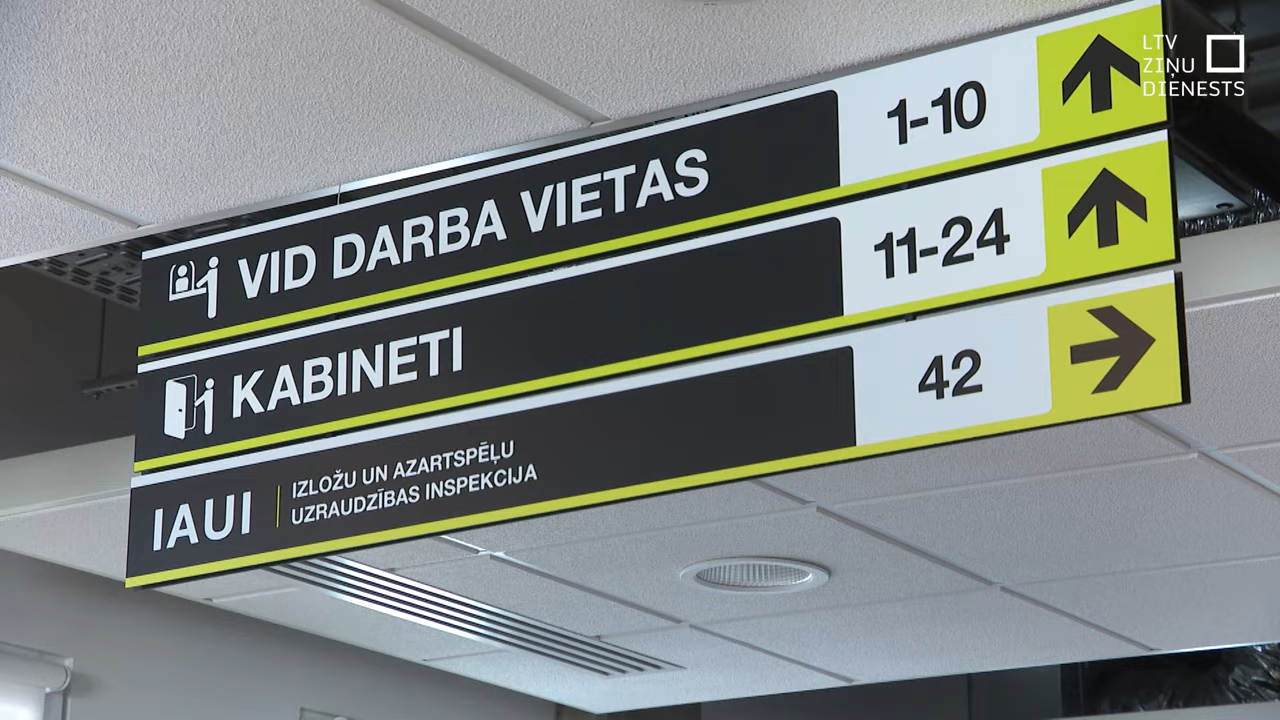 LTV
ZIŅU
DIENESTS
VID DARBA VIETAS 1-10
KABINETI 11-24
IAUI IZLOŽU UN AZARTSPĒĻU
UZRAUDZĪBAS INSPEKCIJA 42